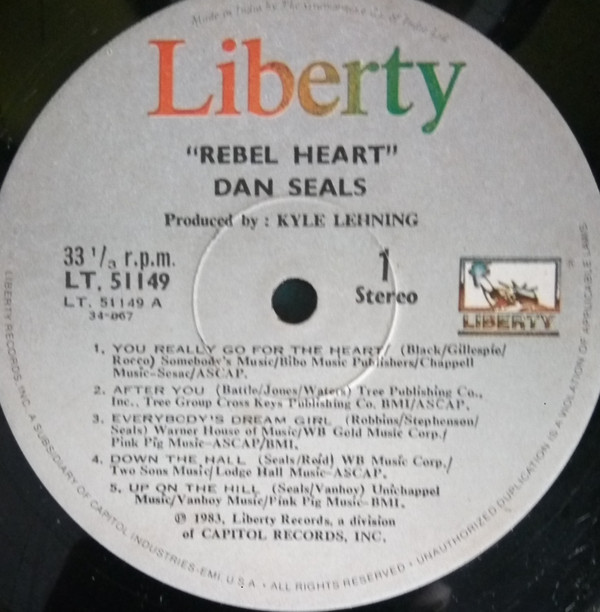 Made in India by The Gramophone Co. of India Ltd.
Liberty
"REBEL HEART"
DAN SEALS
Produced by : KYLE LEHNING
33 1/3 r.p.m.
LT. 51149
LT. 51149 A
34-067
1
Stereo
LIBERTY
1. YOU REALLY GO FOR THE HEART/ (Black/Gillespie/
Rocco) Somebody's Music/Bibo Music Publishers/Chappell
Music-Sesac/ASCAP.
2. AFTER YOU (Battle/Jones/Waters) Tree Publishing Co.,
Inc., Tree Group Cross Keys Publishing Co. BMI/ASCAP.
3. EVERYBODY'S DREAM GIRL (Robbins/Stephenson/
Seals) Warner House of Music/WB Gold Music Corp./
Pink Pig Music-ASCAP/BMI.
4. DOWN THE HALL (Seals/Reid) WB Music Corp./
Two Sons Music/Lodge Hall Music-ASCAP.
5. UP ON THE HILL (Seals/Vanhoy) Unichappel
Music/Vanhoy Music/Pink Pig Music-BMI.
℗ 1983, Liberty Records, a division
of CAPITOL RECORDS, INC.
LIBERTY RECORDS, INC. A SUBSIDIARY OF CAPITOL INDUSTRIES-EMI, U.S.A. • ALL RIGHTS RESERVED • UNAUTHORIZED DUPLICATION IS A VIOLATION OF APPLICABLE LAWS